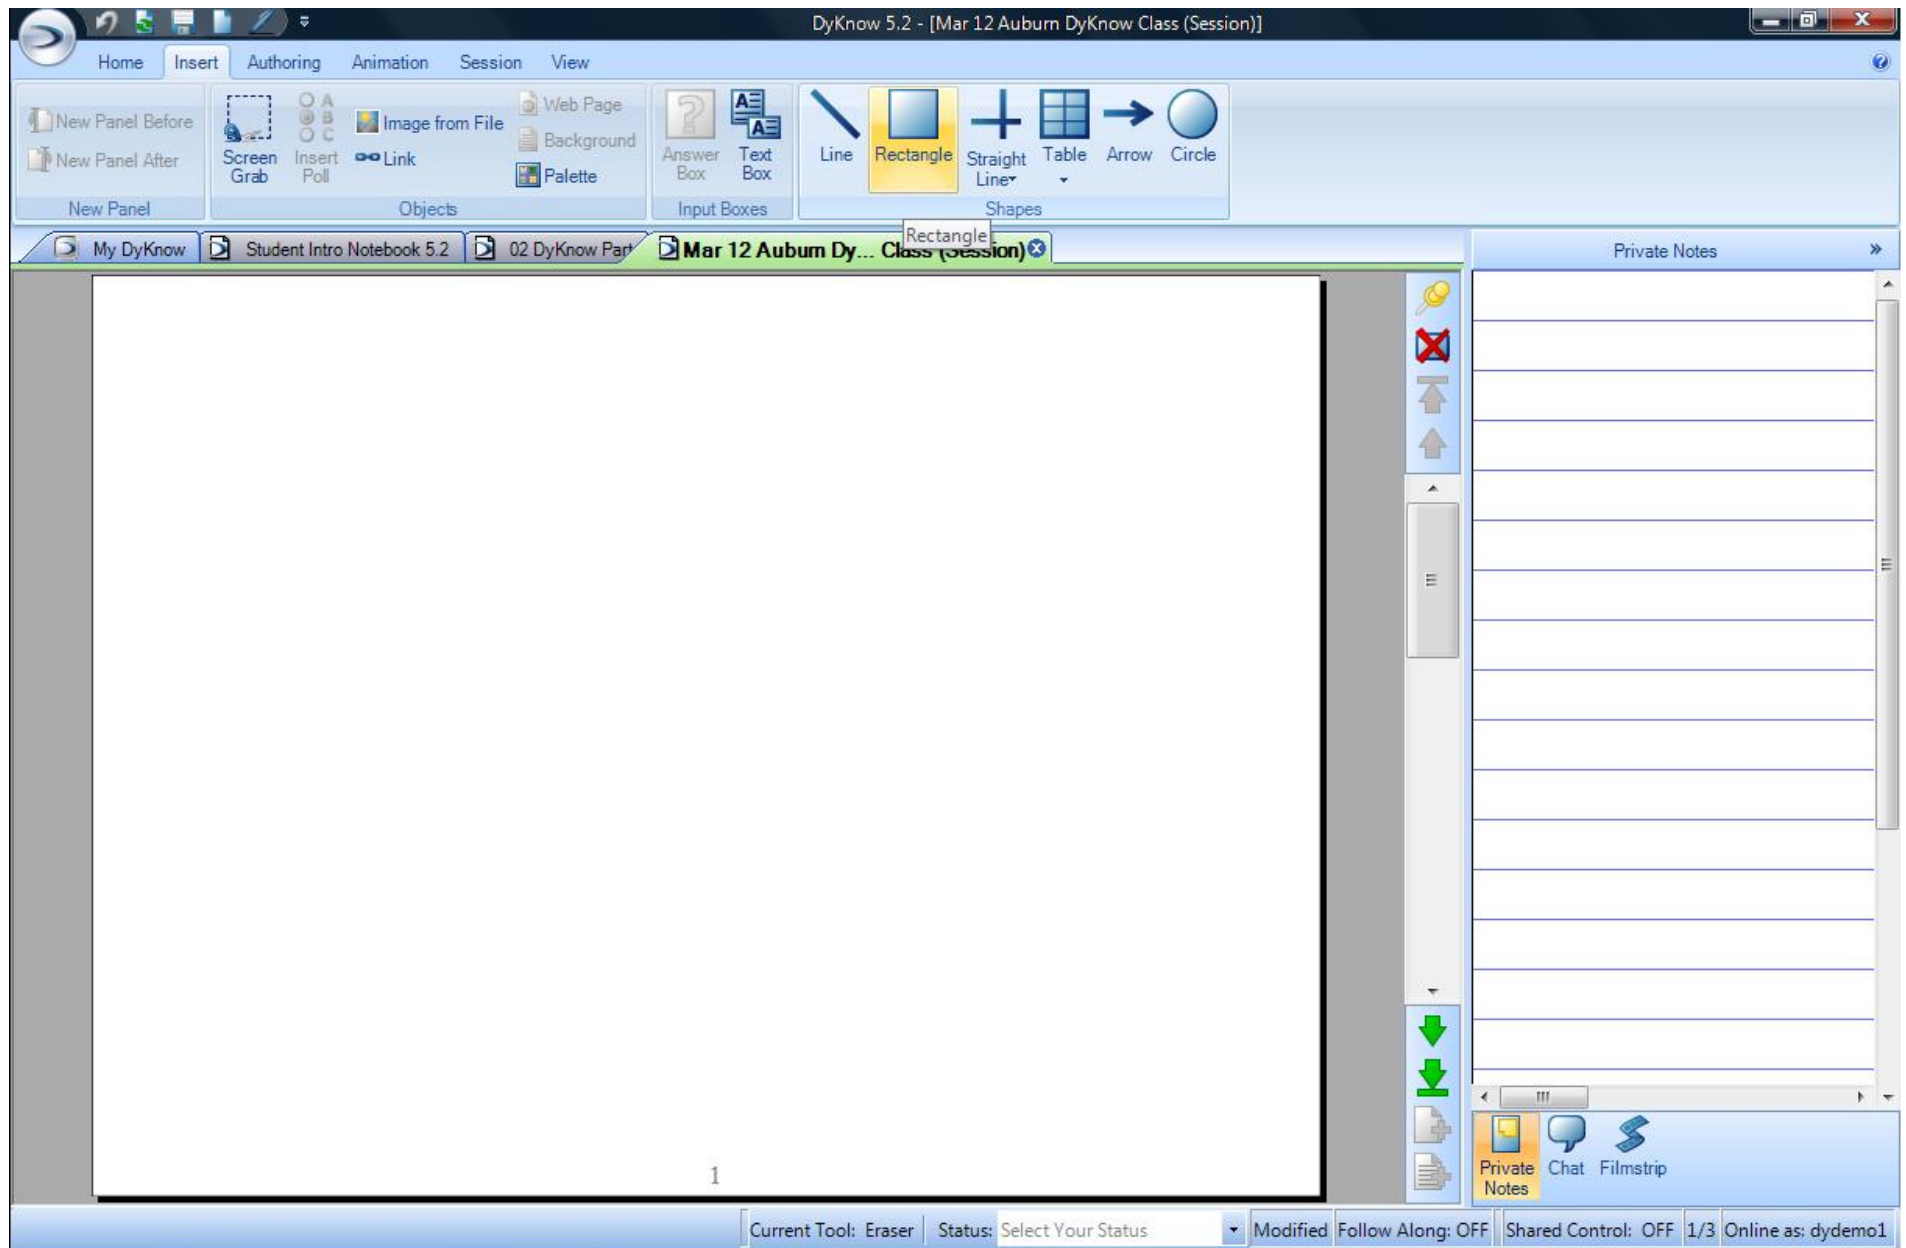 DyKnow 5.2 - [Mar 12 Auburn DyKnow Class (Session)]
Home Insert Authoring Animation Session View
New Panel Before
New Panel After
New Panel
Screen Grab
A
B
C
Insert Poll
Image from File
Link
Web Page
Background
Palette
Objects
Answer Box
Text Box
Input Boxes
Line
Rectangle
Straight Line
Table
Arrow
Circle
Shapes
Rectangle
My DyKnow
Student Intro Notebook 5.2
02 DyKnow Part
Mar 12 Auburn Dy... Class (Session)
Private Notes
1
Private Notes
Chat
Filmstrip
Current Tool: Eraser
Status: Select Your Status
Modified
Follow Along: OFF
Shared Control: OFF
1/3
Online as: dydemo1